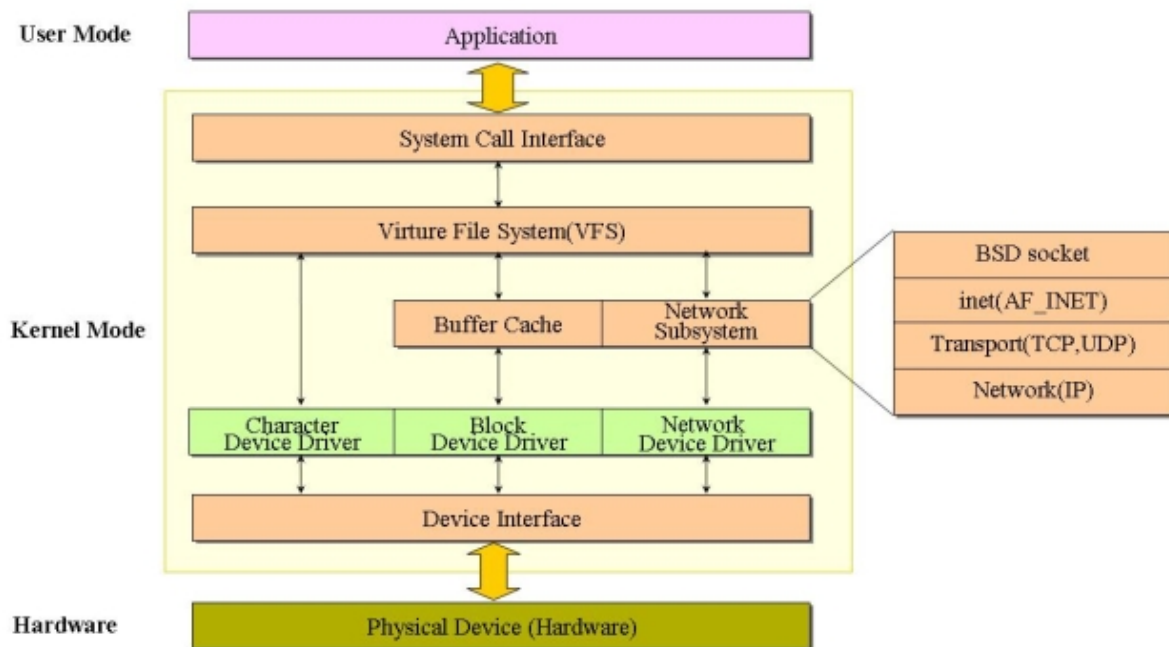 User Mode
Application
System Call Interface
Virture File System(VFS)
Kernel Mode
Buffer Cache
Network
Subsystem
BSD socket
inet(AF_INET)
Transport(TCP,UDP)
Network(IP)
Character
Device Driver
Block
Device Driver
Network
Device Driver
Device Interface
Hardware
Physical Device (Hardware)